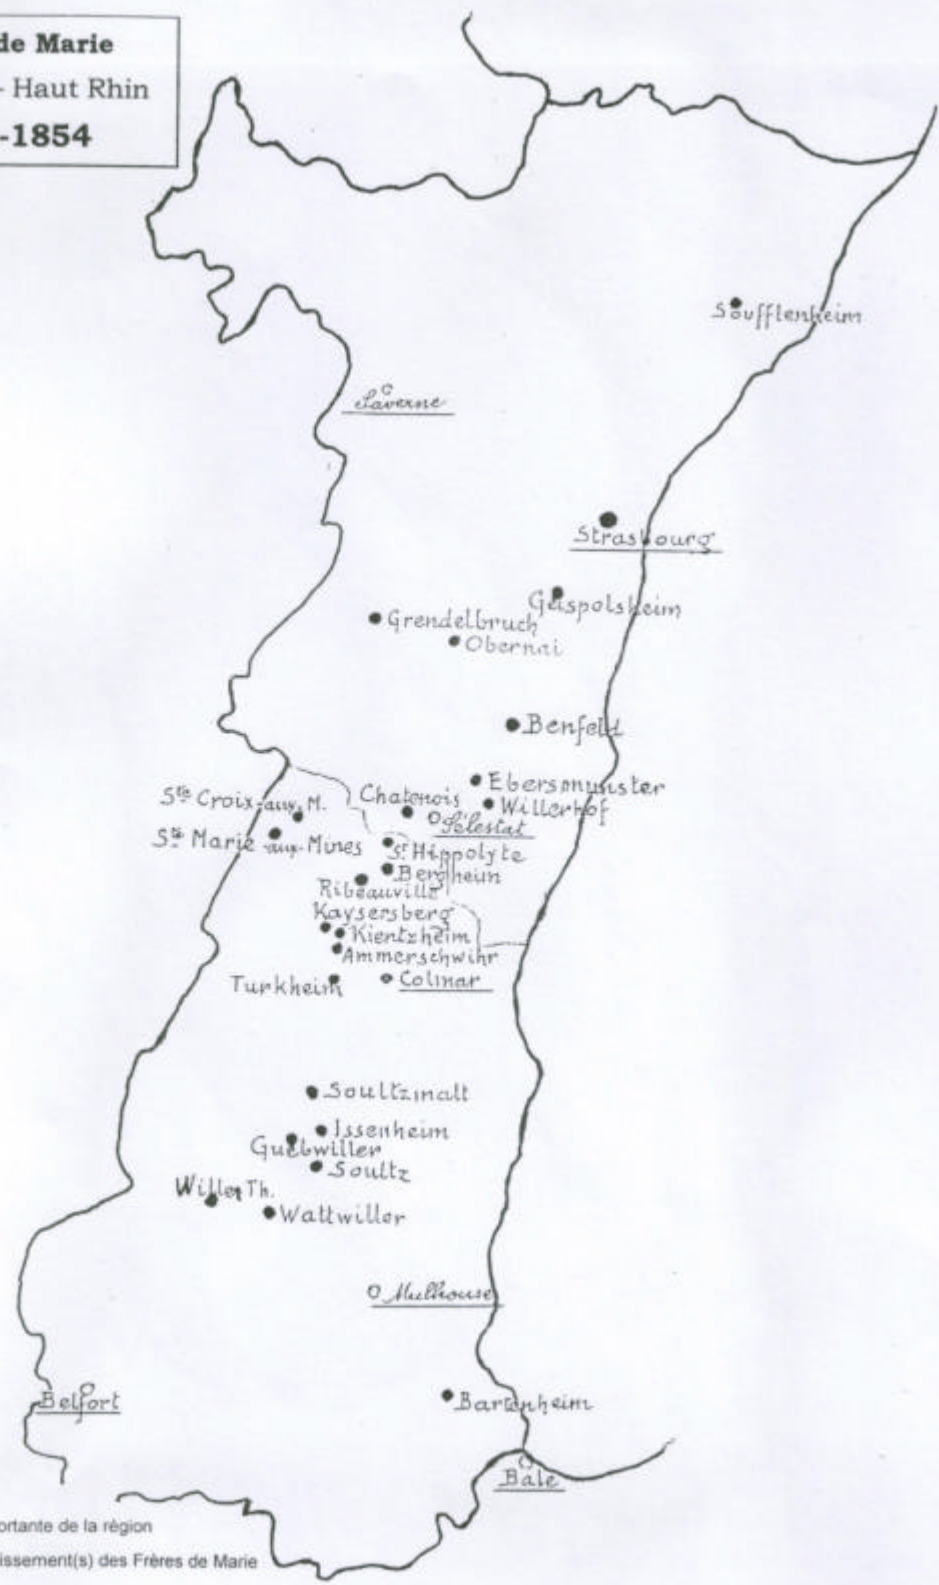 de Marie
- Haut Rhin
-1854
Soufflenheim
Saverne
Strasbourg
Geispolsheim
Grendelbruch
Obernai
Benfeld
Ebersmunster
Chatenois
Willerhof
Ste Croix-aux-M.
Sélestat
Ste Marie-aux-Mines
St Hippolyte
Bergheim
Ribeauvillé
Kaysersberg
Kientzheim
Ammerschwihr
Turkheim
Colmar
Soultzmatt
Issenheim
Guebwiller
Soultz
Willer Th.
Wattwiller
Mulhouse
Belfort
Bartenheim
Bâle
ortante de la région
issement(s) des Frères de Marie